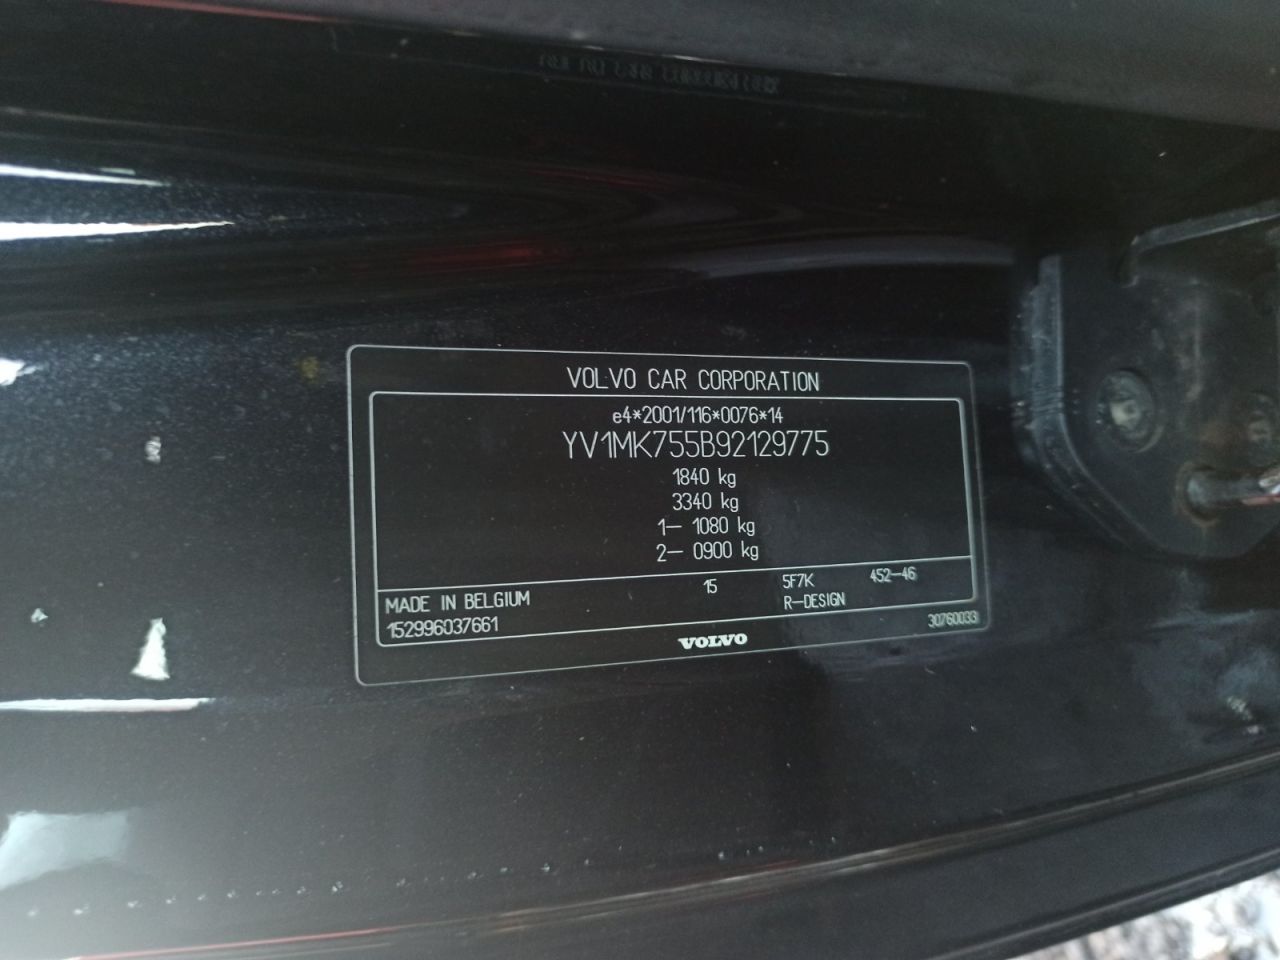 VOLVO CAR CORPORATION
e4*2001/116*0076*14
YV1MK755B92129775
1840 kg
3340 kg
1– 1080 kg
2– 0900 kg
MADE IN BELGIUM 15 5F7K 452–46
152996037661 R–DESIGN
VOLVO 30760033